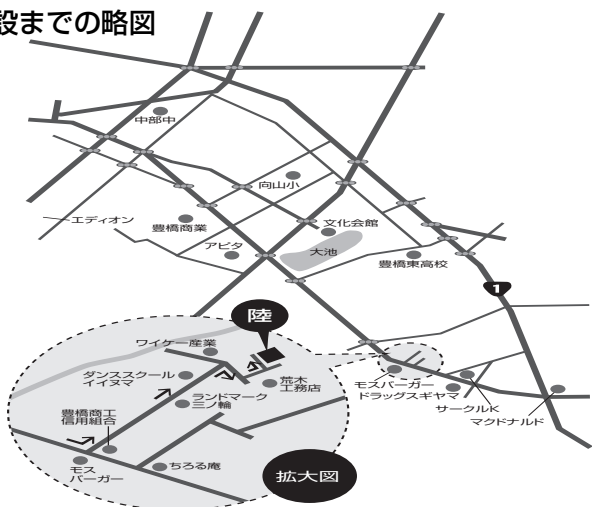 設までの略図
中部中
向山小
エディオン
豊橋商業
文化会館
アピタ
大池
豊橋東高校
1
陸
ワイケー産業
ダンススクール
イイヌマ
荒木
工務店
ランドマーク
三ノ輪
豊橋商工
信用組合
モス
バーガー
ちろる庵
拡大図
モスバーガー
ドラッグスギヤマ
サークルK
マクドナルド